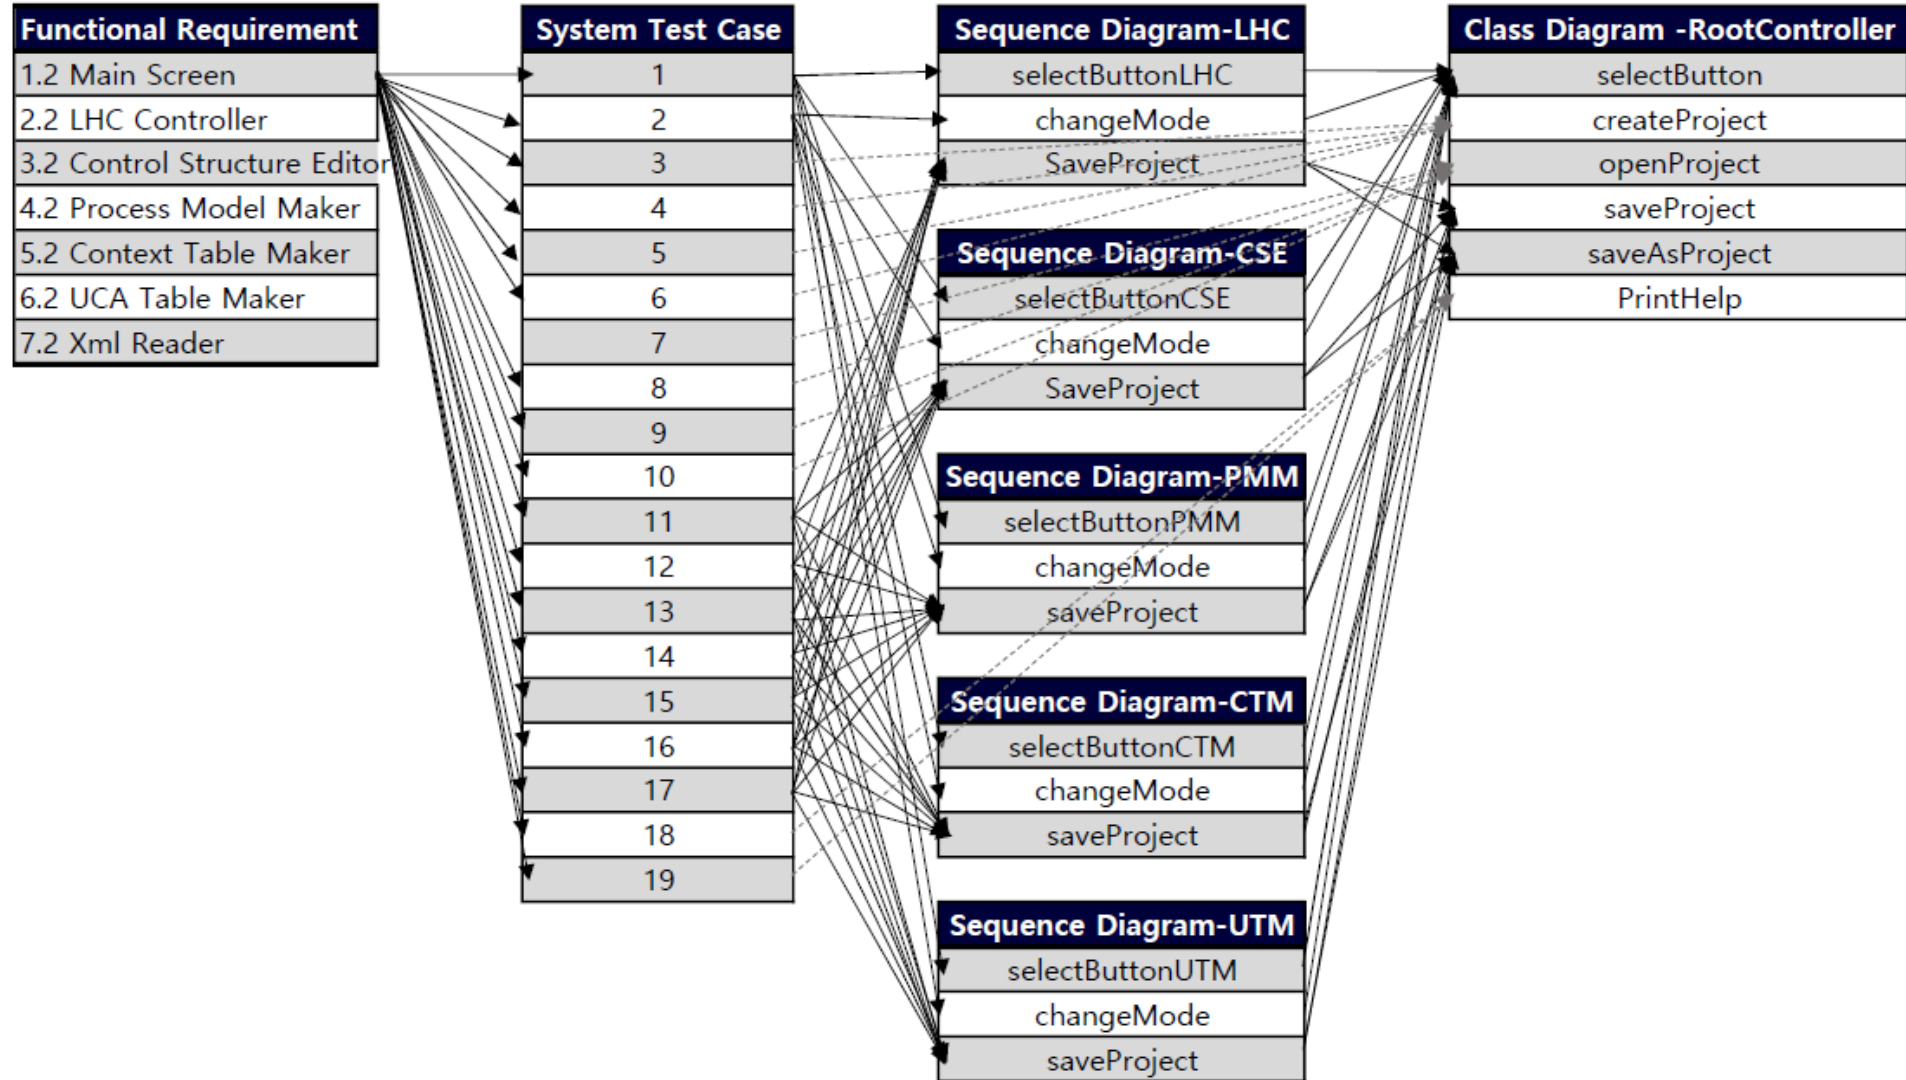 Functional Requirement
1.2 Main Screen
2.2 LHC Controller
3.2 Control Structure Editor
4.2 Process Model Maker
5.2 Context Table Maker
6.2 UCA Table Maker
7.2 Xml Reader
System Test Case
1
2
3
4
5
6
7
8
9
10
11
12
13
14
15
16
17
18
19
Sequence Diagram-LHC
selectButtonLHC
changeMode
SaveProject
Sequence Diagram-CSE
selectButtonCSE
changeMode
SaveProject
Sequence Diagram-PMM
selectButtonPMM
changeMode
saveProject
Sequence Diagram-CTM
selectButtonCTM
changeMode
saveProject
Sequence Diagram-UTM
selectButtonUTM
changeMode
saveProject
Class Diagram -RootController
selectButton
createProject
openProject
saveProject
saveAsProject
PrintHelp